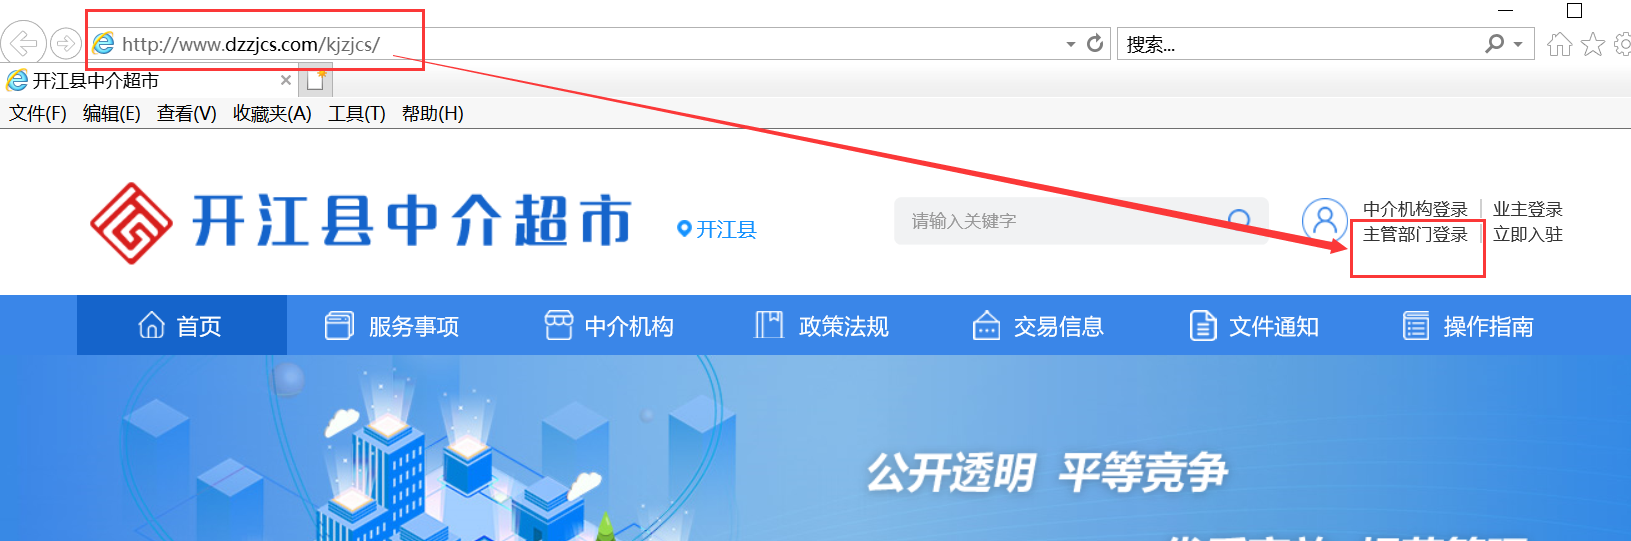 http://www.dzzjcs.com/kjzjcs/
搜索...
开江县中介超市
文件(F) 编辑(E) 查看(V) 收藏夹(A) 工具(T) 帮助(H)
开江县中介超市
开江县
请输入关键字
中介机构登录 业主登录
主管部门登录 立即入驻
首页 服务事项 中介机构 政策法规 交易信息 文件通知 操作指南
公开透明 平等竞争